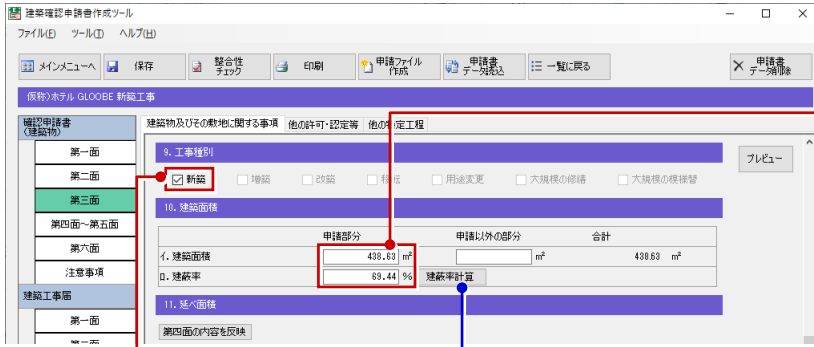 建築確認申請書作成ツール
ファイル(F) ツール(T) ヘルプ(H)
メインメニューへ 保存 整合性チェック 印刷 申請ファイル作成 申請書データ読込 一覧に戻る 申請書データ削除
仮称)ホテル GLOOBE 新築工事
確認申請書(建築物)
第一面
第二面
第三面
第四面~第五面
第六面
注意事項
建築工事届
第一面
第二面
建築物及びその敷地に関する事項 他の許可・認定等 他の特定工程
プレビュー
9. 工事種別
新築 増築 改築 移転 用途変更 大規模の修繕 大規模の模様替
10. 建築面積
申請部分 申請以外の部分 合計
イ. 建築面積 438.63 m² m² 438.63 m²
ロ. 建蔽率 69.44 % 建蔽率計算
11. 延べ面積
第四面の内容を反映